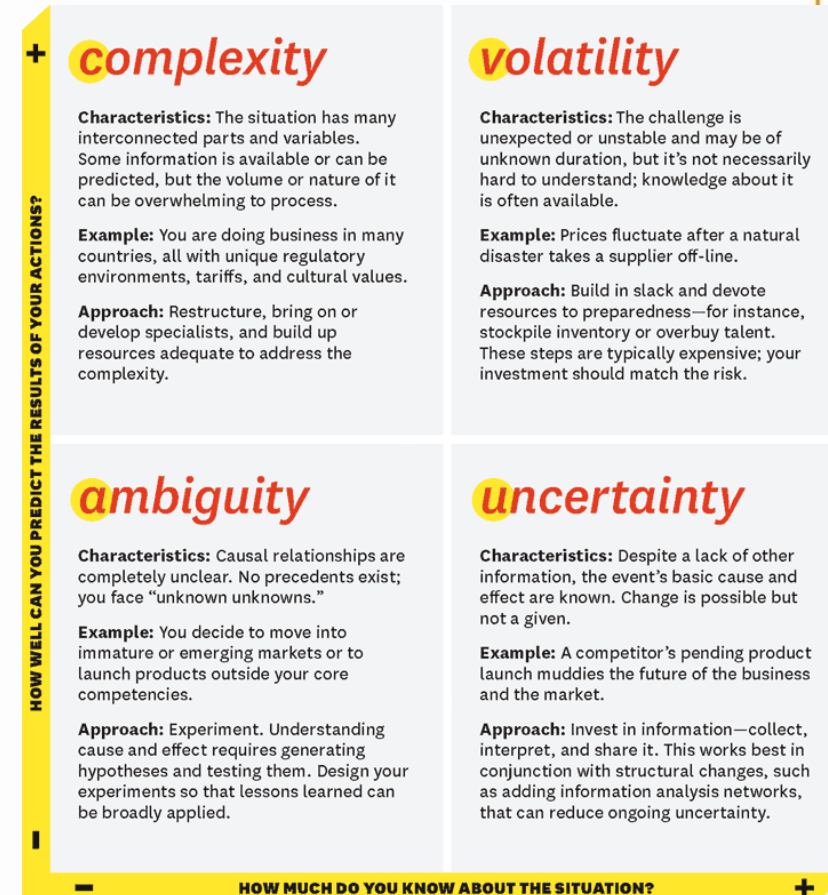 +
complexity
Characteristics: The situation has many
interconnected parts and variables.
Some information is available or can be
predicted, but the volume or nature of it
can be overwhelming to process.
Example: You are doing business in many
countries, all with unique regulatory
environments, tariffs, and cultural values.
Approach: Restructure, bring on or
develop specialists, and build up
resources adequate to address the
complexity.
volatility
Characteristics: The challenge is
unexpected or unstable and may be of
unknown duration, but it’s not necessarily
hard to understand; knowledge about it
is often available.
Example: Prices fluctuate after a natural
disaster takes a supplier off-line.
Approach: Build in slack and devote
resources to preparedness—for instance,
stockpile inventory or overbuy talent.
These steps are typically expensive; your
investment should match the risk.
HOW WELL CAN YOU PREDICT THE RESULTS OF YOUR ACTIONS?
ambiguity
Characteristics: Causal relationships are
completely unclear. No precedents exist;
you face “unknown unknowns.”
Example: You decide to move into
immature or emerging markets or to
launch products outside your core
competencies.
Approach: Experiment. Understanding
cause and effect requires generating
hypotheses and testing them. Design your
experiments so that lessons learned can
be broadly applied.
uncertainty
Characteristics: Despite a lack of other
information, the event’s basic cause and
effect are known. Change is possible but
not a given.
Example: A competitor’s pending product
launch muddies the future of the business
and the market.
Approach: Invest in information—collect,
interpret, and share it. This works best in
conjunction with structural changes, such
as adding information analysis networks,
that can reduce ongoing uncertainty.
–
– HOW MUCH DO YOU KNOW ABOUT THE SITUATION? +